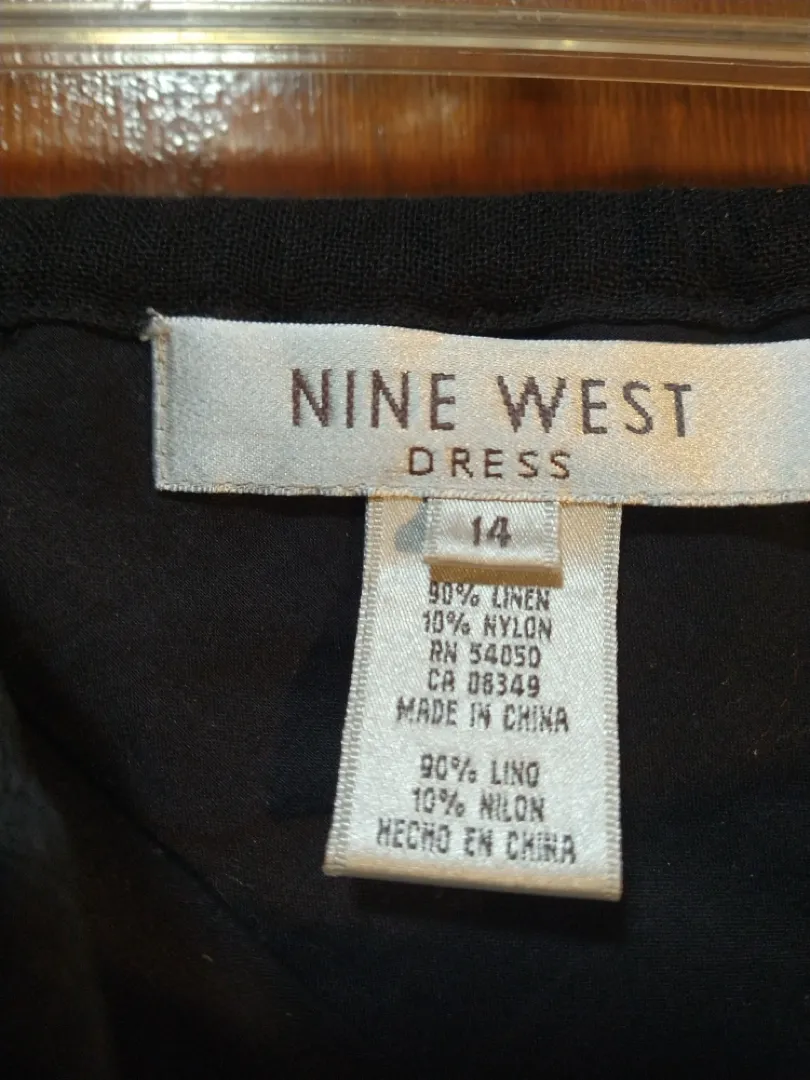 NINE WEST
DRESS
14
90% LINEN
10% NYLON
RN 54050
CA 08349
MADE IN CHINA
90% LINO
10% NILON
HECHO EN CHINA